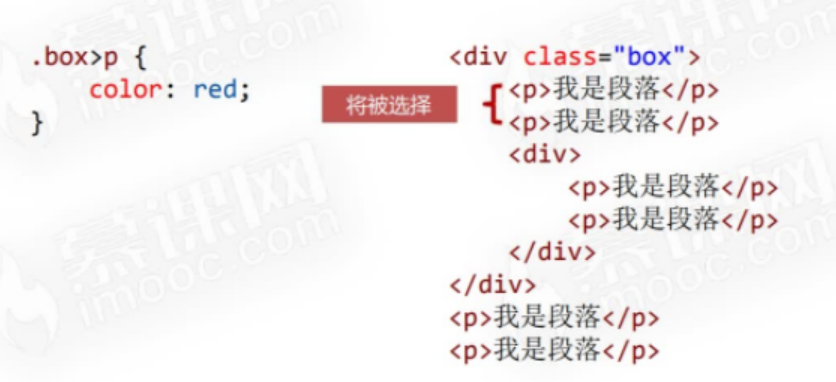 .box>p {
    color: red;
}
将被选择
<div class="box">
    <p>我是段落</p>
    <p>我是段落</p>
    <div>
        <p>我是段落</p>
        <p>我是段落</p>
    </div>
</div>
<p>我是段落</p>
<p>我是段落</p>
慕课网
imooc.com